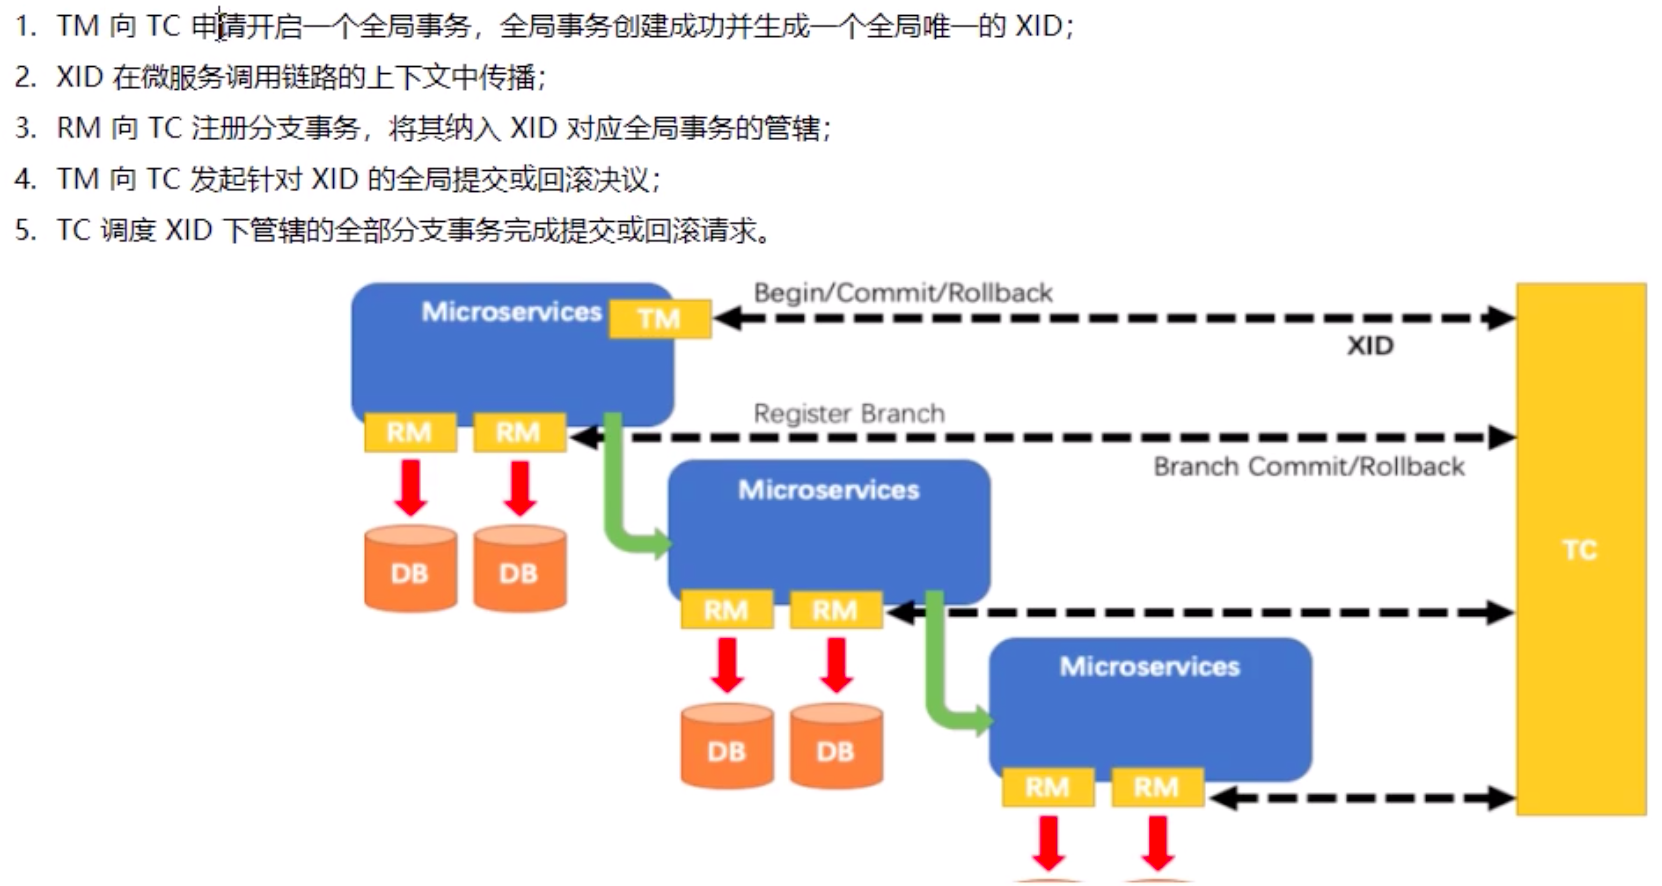 1. TM 向 TC 申请开启一个全局事务，全局事务创建成功并生成一个全局唯一的 XID；
2. XID 在微服务调用链路的上下文中传播；
3. RM 向 TC 注册分支事务，将其纳入 XID 对应全局事务的管辖；
4. TM 向 TC 发起针对 XID 的全局提交或回滚决议；
5. TC 调度 XID 下管辖的全部分支事务完成提交或回滚请求。
Begin/Commit/Rollback
Microservices
TM
XID
Register Branch
RM
RM
Branch Commit/Rollback
Microservices
TC
DB
DB
RM
RM
Microservices
DB
DB
RM
RM